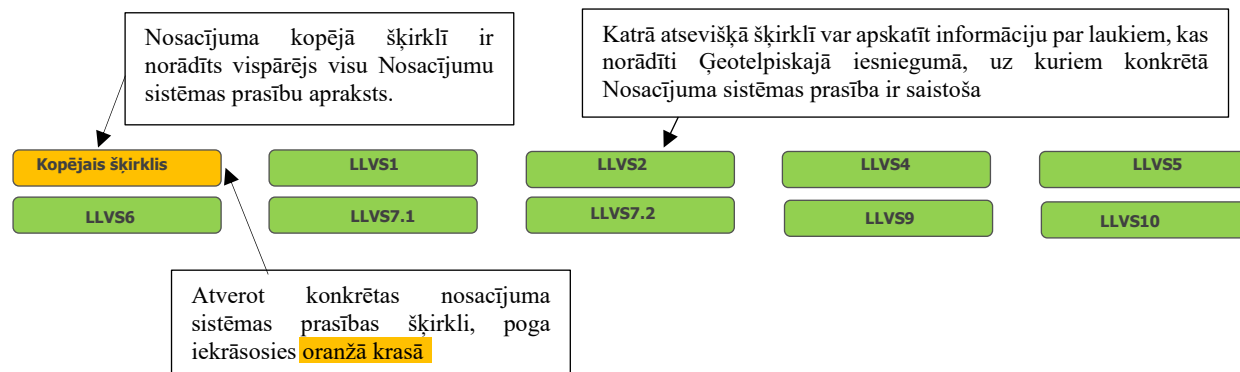 Nosacījuma kopējā šķirklī ir
norādīts vispārējs visu Nosacījumu
sistēmas prasību apraksts.
Katrā atsevišķā šķirklī var apskatīt informāciju par laukiem, kas
norādīti Ģeotelpiskajā iesniegumā, uz kuriem konkrētā
Nosacījuma sistēmas prasība ir saistoša
Kopējais šķirklis
LLVS1
LLVS2
LLVS4
LLVS5
LLVS6
LLVS7.1
LLVS7.2
LLVS9
LLVS10
Atverot konkrētas nosacījuma
sistēmas prasības šķirkli, poga
iekrāsosies oranžā krasā